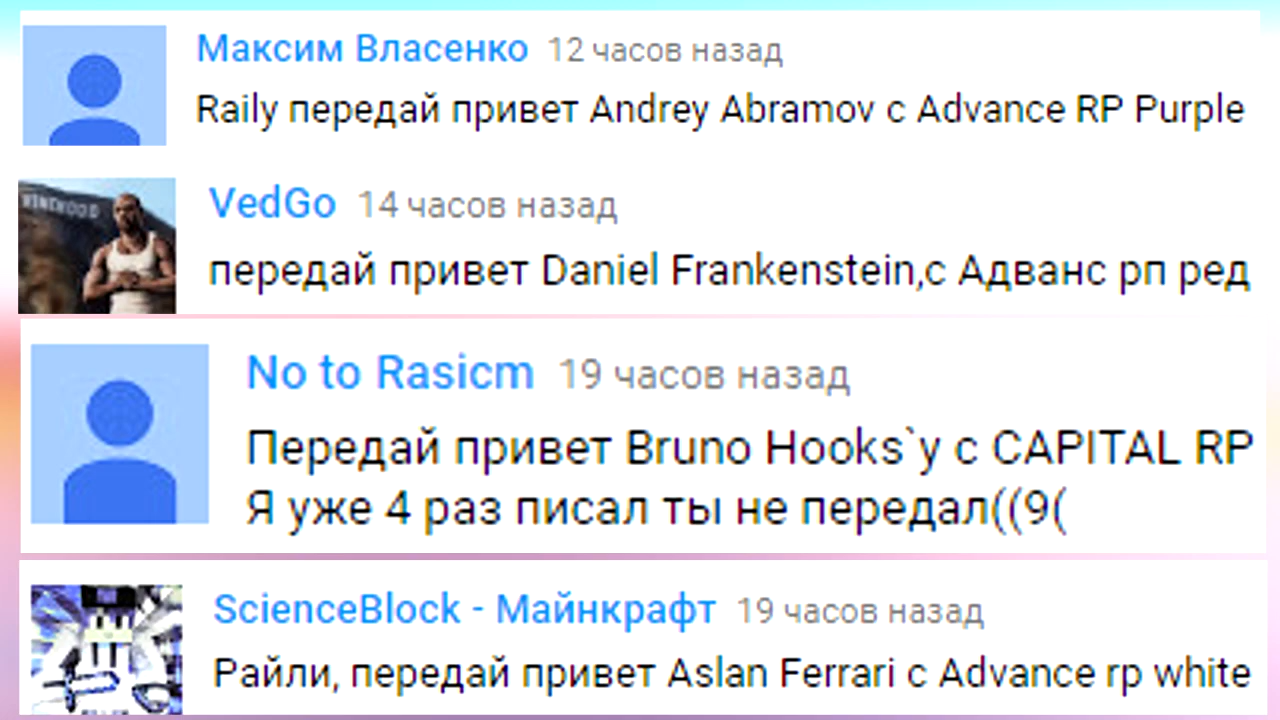 Максим Власенко 12 часов назад
Raily передай привет Andrey Abramov с Advance RP Purple
VINEWOOD
VedGo 14 часов назад
передай привет Daniel Frankenstein,с Адванс рп ред
No to Rasicm 19 часов назад
Передай привет Bruno Hooks`у с CAPITAL RP
Я уже 4 раз писал ты не передал((9(
ScienceBlock - Майнкрафт 19 часов назад
Райли, передай привет Aslan Ferrari с Advance rp white